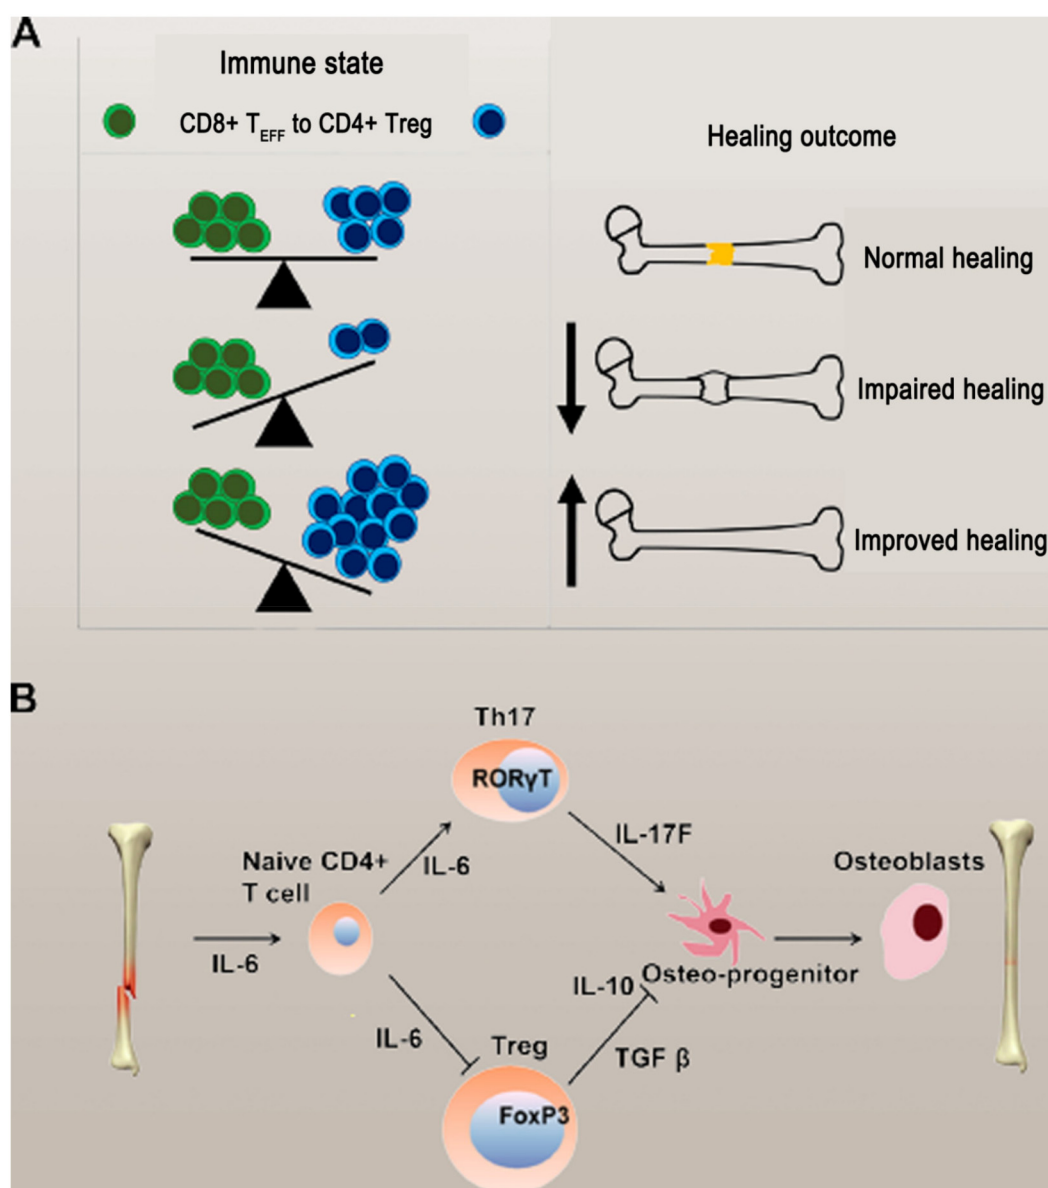 A
Immune state
CD8+ TEFF to CD4+ Treg
Healing outcome
Normal healing
Impaired healing
Improved healing
B
Th17
RORγT
IL-17F
Naive CD4+
T cell
IL-6
IL-6
Osteoblasts
IL-6
Osteo-progenitor
IL-10
Treg
TGF β
FoxP3